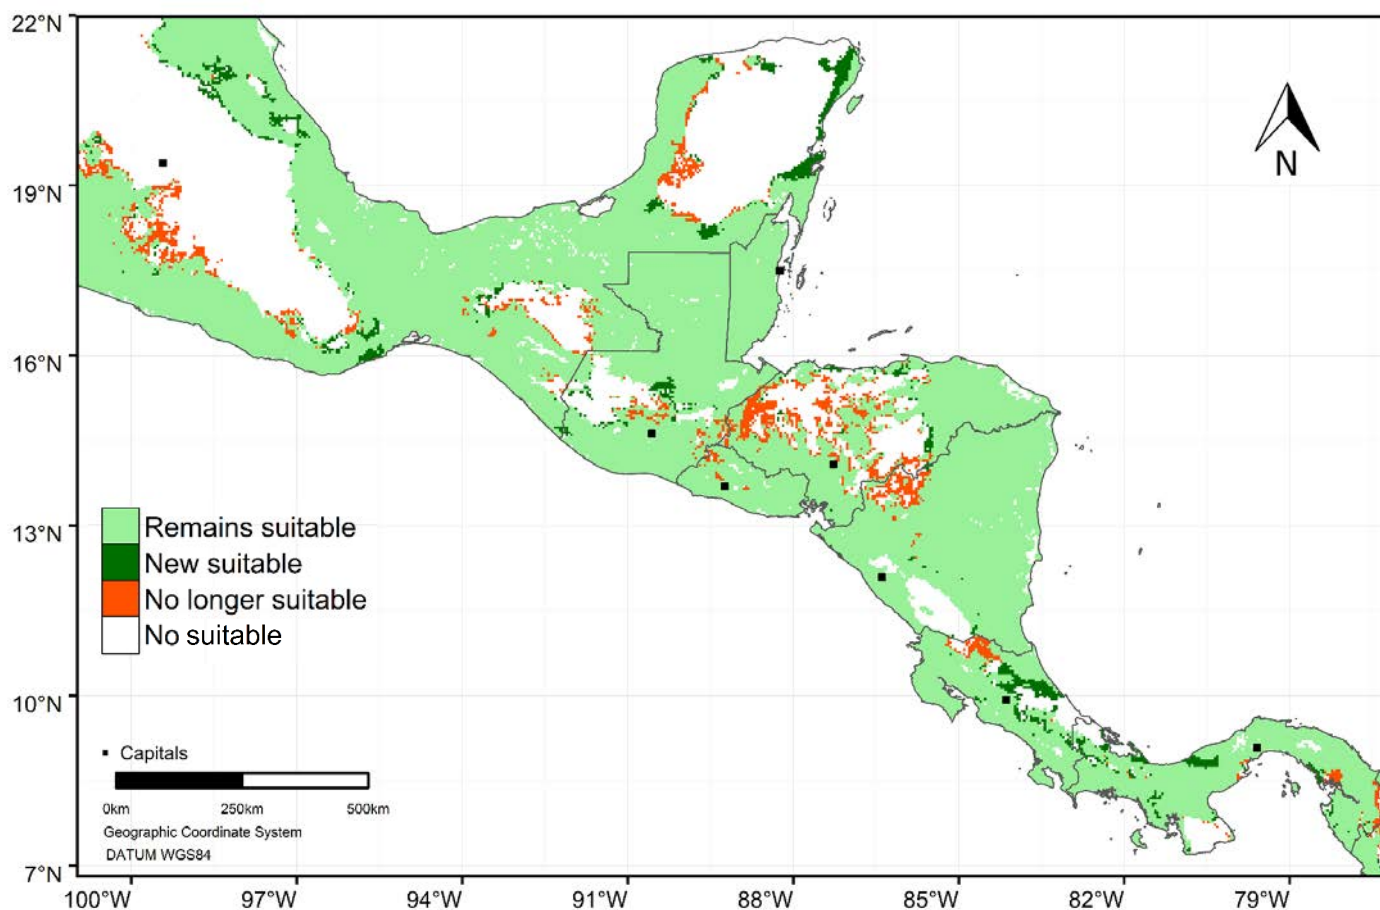 22°N
19°N
16°N
13°N
10°N
7°N
N
Remains suitable
New suitable
No longer suitable
No suitable
Capitals
0km 250km 500km
Geographic Coordinate System
DATUM WGS84
100°W 97°W 94°W 91°W 88°W 85°W 82°W 79°W